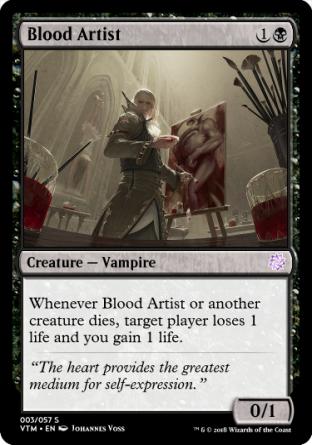 Blood Artist 1
Creature — Vampire
Whenever Blood Artist or another
creature dies, target player loses 1
life and you gain 1 life.
“The heart provides the greatest
medium for self-expression.”
0/1
003/057 S
VTM • EN Johannes Voss
™ & © 2018 Wizards of the Coast